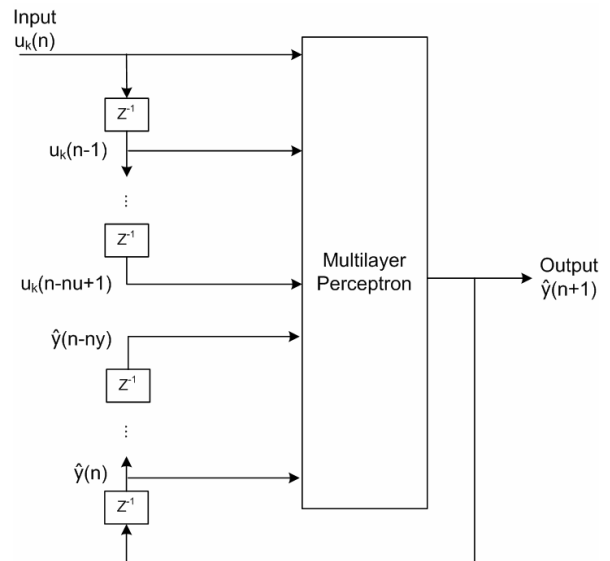 Input
uₖ(n)
Z⁻¹
uₖ(n-1)
...
Z⁻¹
uₖ(n-nu+1)
Multilayer
Perceptron
Output
ŷ(n+1)
ŷ(n-ny)
Z⁻¹
...
ŷ(n)
Z⁻¹